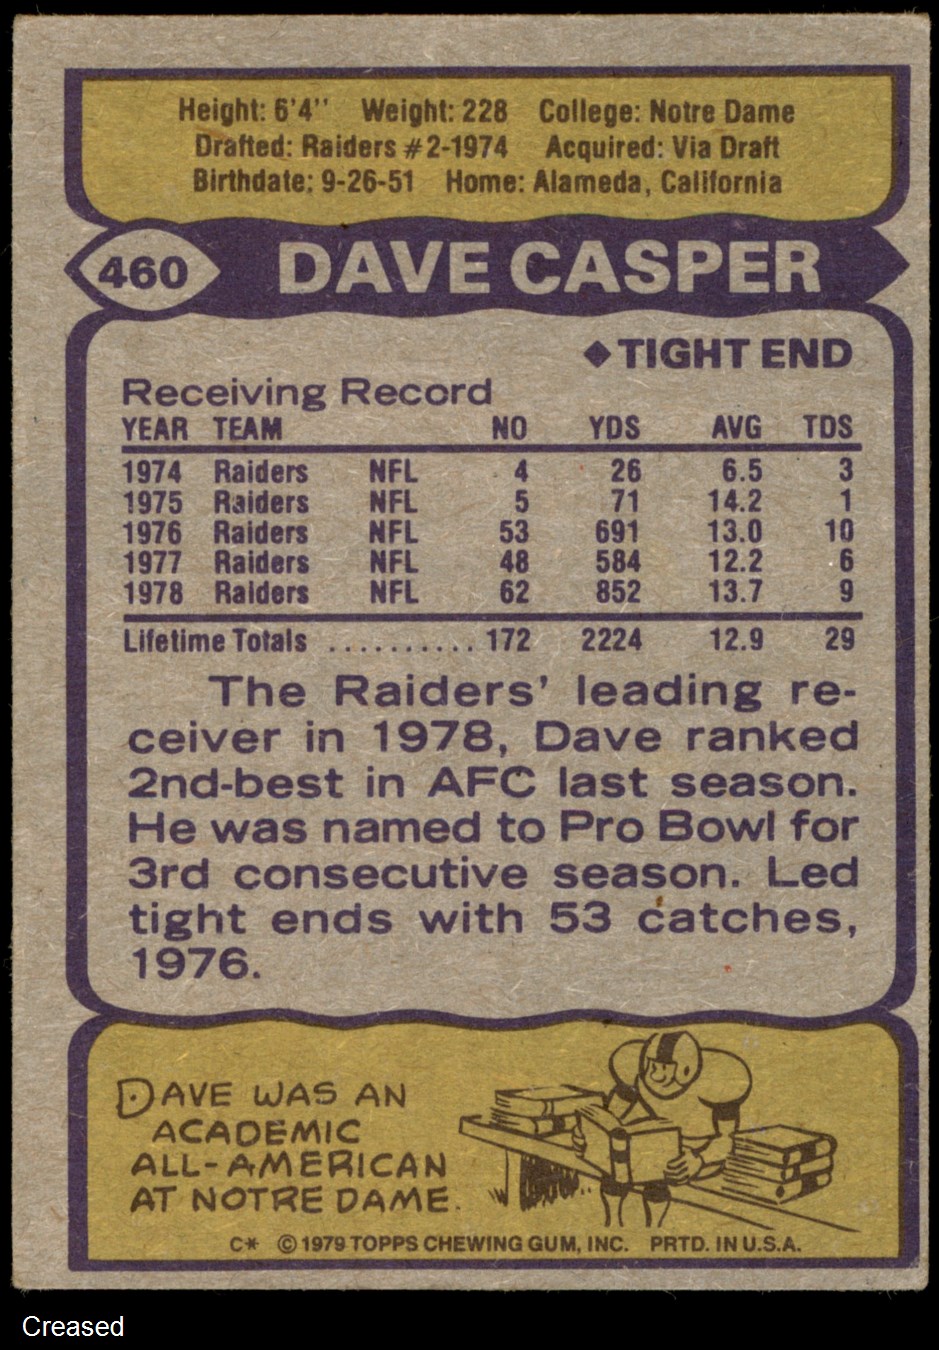 Height: 6'4'' Weight: 228 College: Notre Dame
Drafted: Raiders #2-1974 Acquired: Via Draft
Birthdate: 9-26-51 Home: Alameda, California
460 DAVE CASPER
◆TIGHT END
Receiving Record
YEAR TEAM NO YDS AVG TDS
1974 Raiders NFL 4 26 6.5 3
1975 Raiders NFL 5 71 14.2 1
1976 Raiders NFL 53 691 13.0 10
1977 Raiders NFL 48 584 12.2 6
1978 Raiders NFL 62 852 13.7 9
Lifetime Totals .......... 172 2224 12.9 29
The Raiders' leading re-
ceiver in 1978, Dave ranked
2nd-best in AFC last season.
He was named to Pro Bowl for
3rd consecutive season. Led
tight ends with 53 catches,
1976.
DAVE WAS AN
ACADEMIC
ALL-AMERICAN
AT NOTRE DAME.
C* © 1979 TOPPS CHEWING GUM, INC. PRTD. IN U.S.A.
Creased